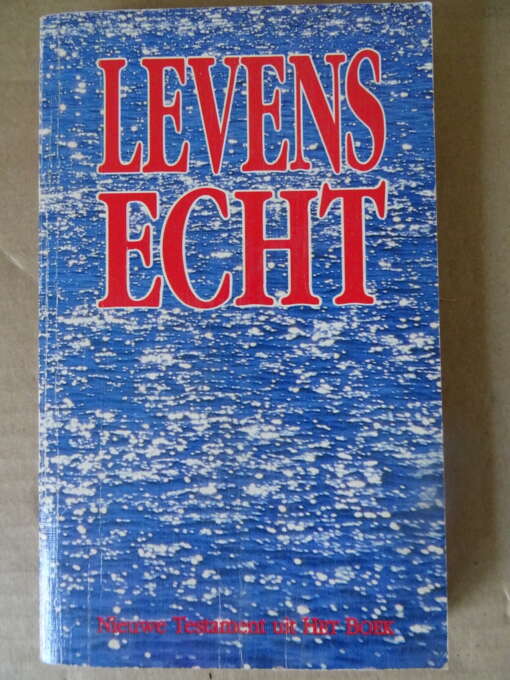 LEVENS
ECHT
Nieuwe Testament uit HET BOEK